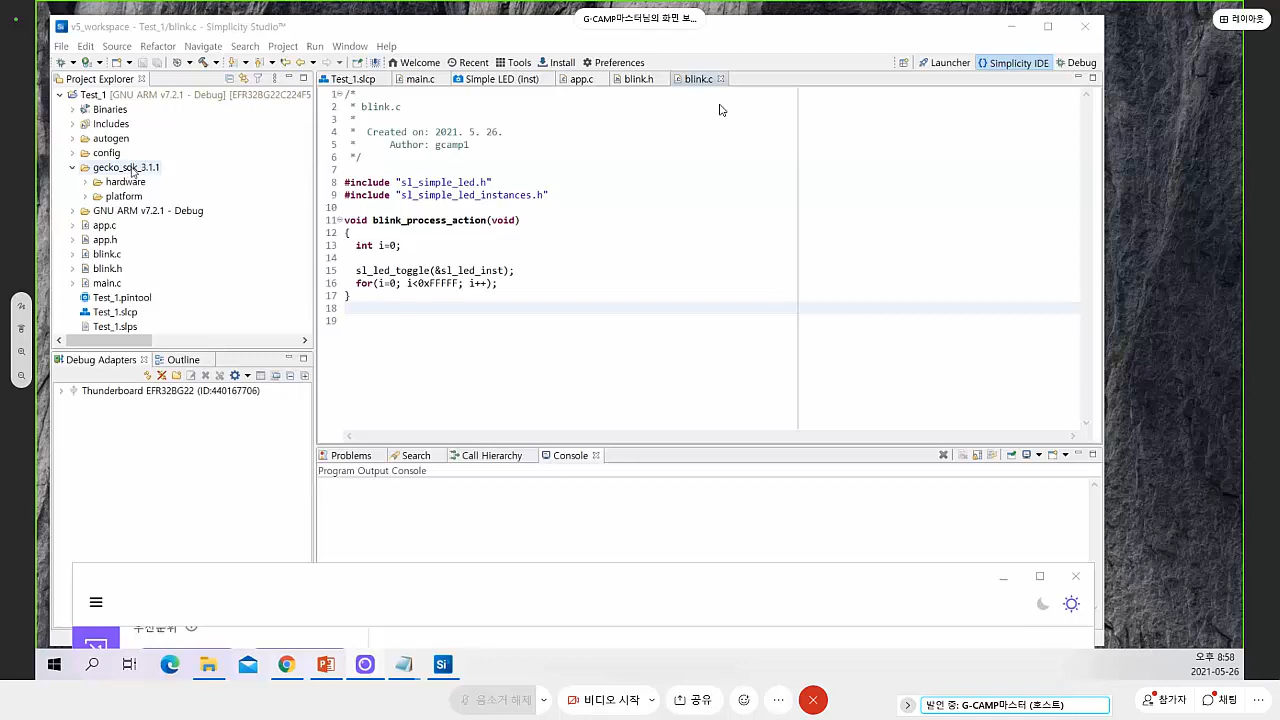 G-CAMP마스터님의 화면 보...
레이아웃
v5_workspace - Test_1/blink.c - Simplicity Studio™
File Edit Source Refactor Navigate Search Project Run Window Help
Welcome Recent Tools Install Preferences
Launcher Simplicity IDE Debug
Project Explorer
Test_1 [GNU ARM v7.2.1 - Debug] [EFR32BG22C224F5
Binaries
Includes
autogen
config
gecko_sdk_3.1.1
hardware
platform
GNU ARM v7.2.1 - Debug
app.c
app.h
blink.c
blink.h
main.c
Test_1.pintool
Test_1.slcp
Test_1.slps
Debug Adapters Outline
Thunderboard EFR32BG22 (ID:440167706)
Test_1.slcp main.c Simple LED (Inst) app.c blink.h blink.c
1 /*
2 * blink.c
3 *
4 * Created on: 2021. 5. 26.
5 * Author: gcamp1
6 */
7
8 #include "sl_simple_led.h"
9 #include "sl_simple_led_instances.h"
10
11 void blink_process_action(void)
12 {
13 int i=0;
14
15 sl_led_toggle(&sl_led_inst);
16 for(i=0; i<0xFFFFF; i++);
17 }
18
19
Problems Search Call Hierarchy Console
Program Output Console
우선순위
Si
오후 8:58
2021-05-26
음소거 해제 비디오 시작 공유
발언 중: G-CAMP마스터 (호스트)
참가자 채팅